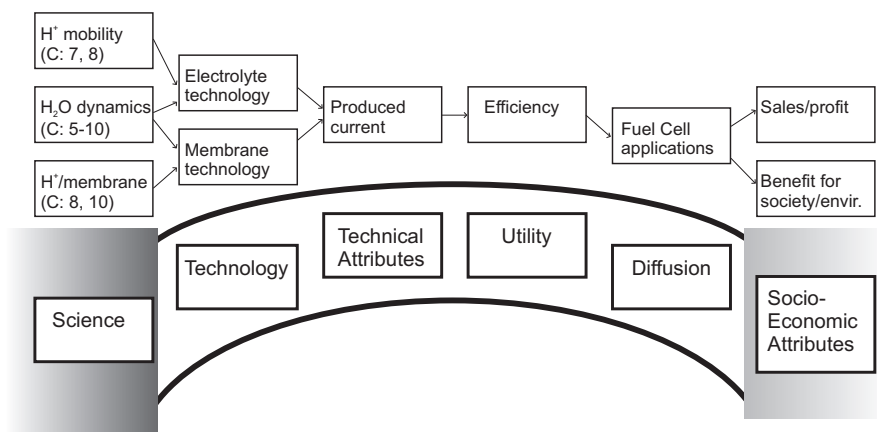 H⁺ mobility
(C: 7, 8)
H₂O dynamics
(C: 5-10)
H⁺/membrane
(C: 8, 10)
Electrolyte
technology
Membrane
technology
Produced
current
Efficiency
Fuel Cell
applications
Sales/profit
Benefit for
society/envir.
Science
Technology
Technical
Attributes
Utility
Diffusion
Socio-
Economic
Attributes